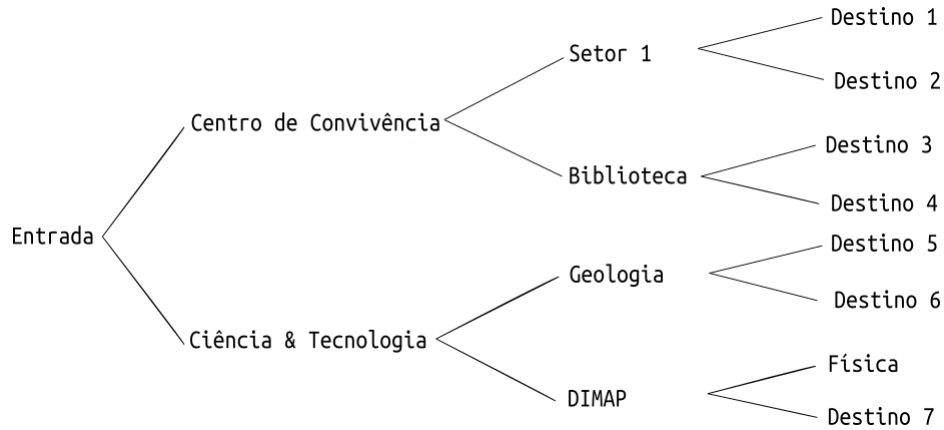 Entrada
Centro de Convivência
Ciência & Tecnologia
Setor 1
Biblioteca
Geologia
DIMAP
Destino 1
Destino 2
Destino 3
Destino 4
Destino 5
Destino 6
Física
Destino 7